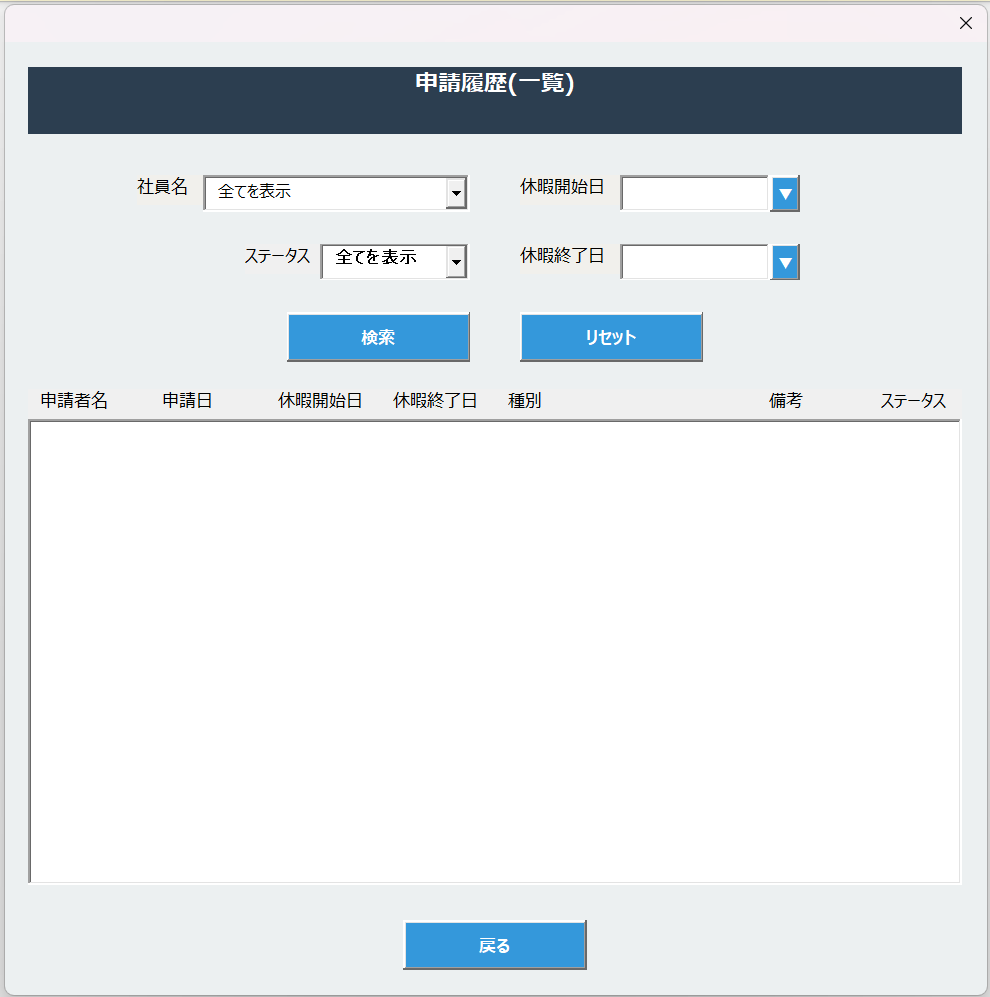 申請履歴(一覧)
社員名 全てを表示 休暇開始日
ステータス 全てを表示 休暇終了日
検索 リセット
申請者名 申請日 休暇開始日 休暇終了日 種別 備考 ステータス
戻る